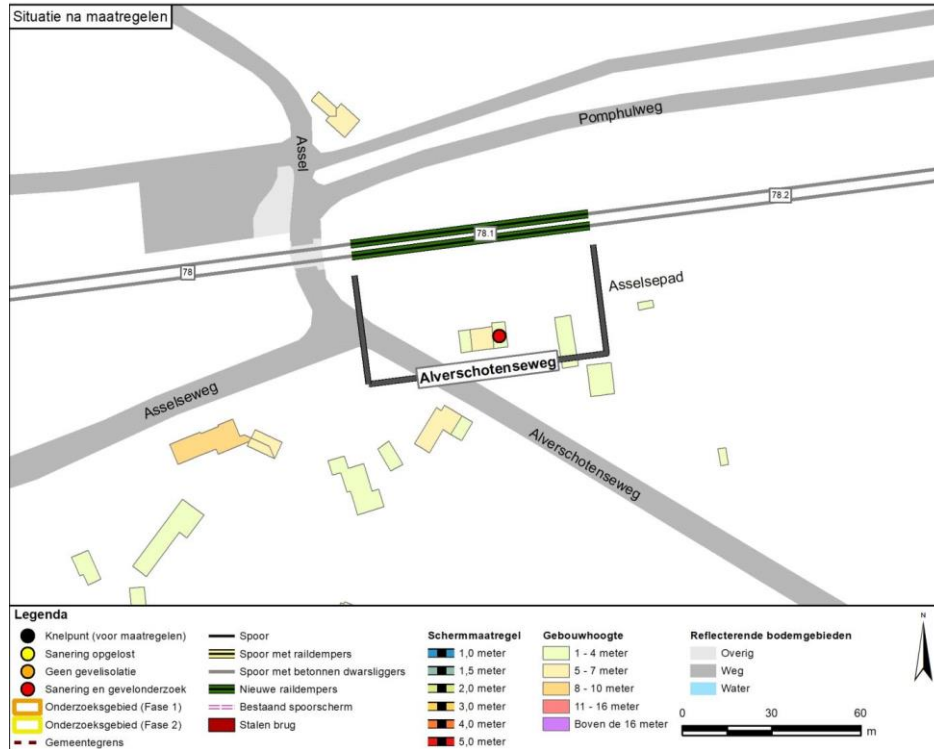 Situatie na maatregelen
Assel
Pomphulweg
78.2
78.1
78
Asselsepad
Alverschotenseweg
Asselseweg
Alverschotenseweg
Legenda
Knelpunt (voor maatregelen)
Sanering opgelost
Geen gevelisolatie
Sanering en gevelonderzoek
Onderzoeksgebied (Fase 1)
Onderzoeksgebied (Fase 2)
Gemeentegrens
Spoor
Spoor met raildempers
Spoor met betonnen dwarsliggers
Nieuwe raildempers
Bestaand spoorscherm
Stalen brug
Schermmaatregel
1,0 meter
1,5 meter
2,0 meter
3,0 meter
4,0 meter
5,0 meter
Gebouwhoogte
1 - 4 meter
5 - 7 meter
8 - 10 meter
11 - 16 meter
Boven de 16 meter
Reflecterende bodemgebieden
Overig
Weg
Water
N
0 30 60
m